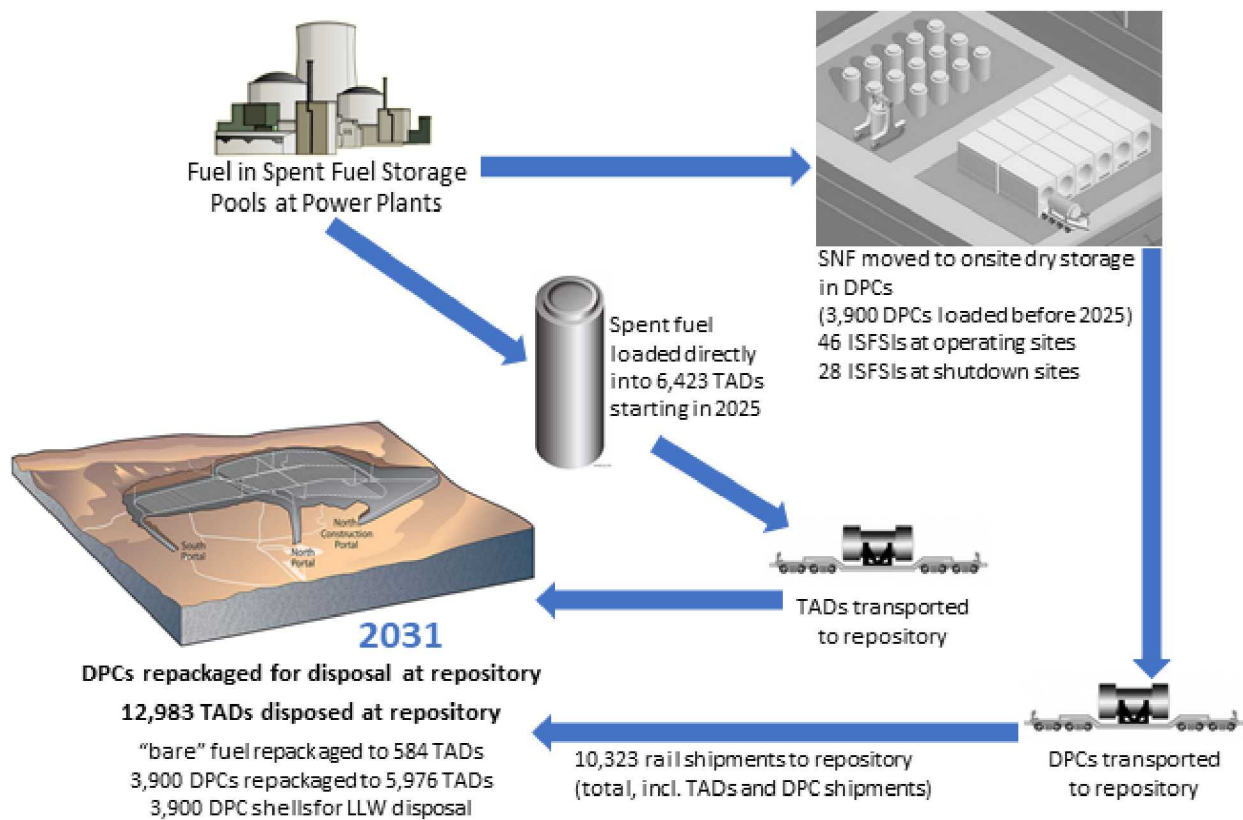 Fuel in Spent Fuel Storage
Pools at Power Plants
SNF moved to onsite dry storage
in DPCs
(3,900 DPCs loaded before 2025)
46 ISFSIs at operating sites
28 ISFSIs at shutdown sites
Spent fuel
loaded directly
into 6,423 TADs
starting in 2025
South
Portal
North
Portal
North
Construction
Portal
TADs transported
to repository
2031
DPCs repackaged for disposal at repository
12,983 TADs disposed at repository
"bare" fuel repackaged to 584 TADs
3,900 DPCs repackaged to 5,976 TADs
3,900 DPC shells for LLW disposal
10,323 rail shipments to repository
(total, incl. TADs and DPC shipments)
DPCs transported
to repository